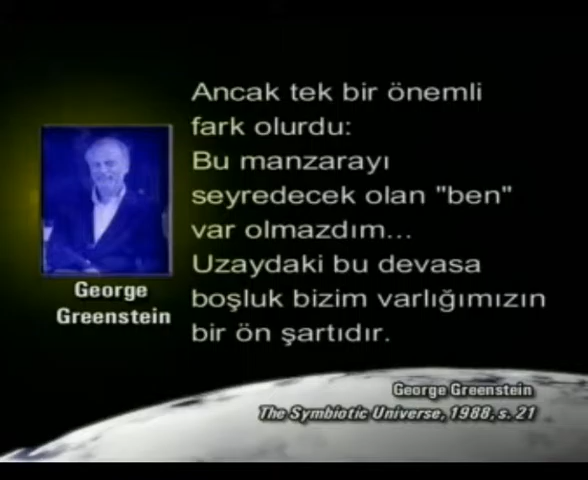 Ancak tek bir önemli
fark olurdu:
Bu manzarayı
seyredecek olan "ben"
var olmazdım...
Uzaydaki bu devasa
boşluk bizim varlığımızın
bir ön şartıdır.
George
Greenstein
George Greenstein
The Symbiotic Universe, 1988, s. 21